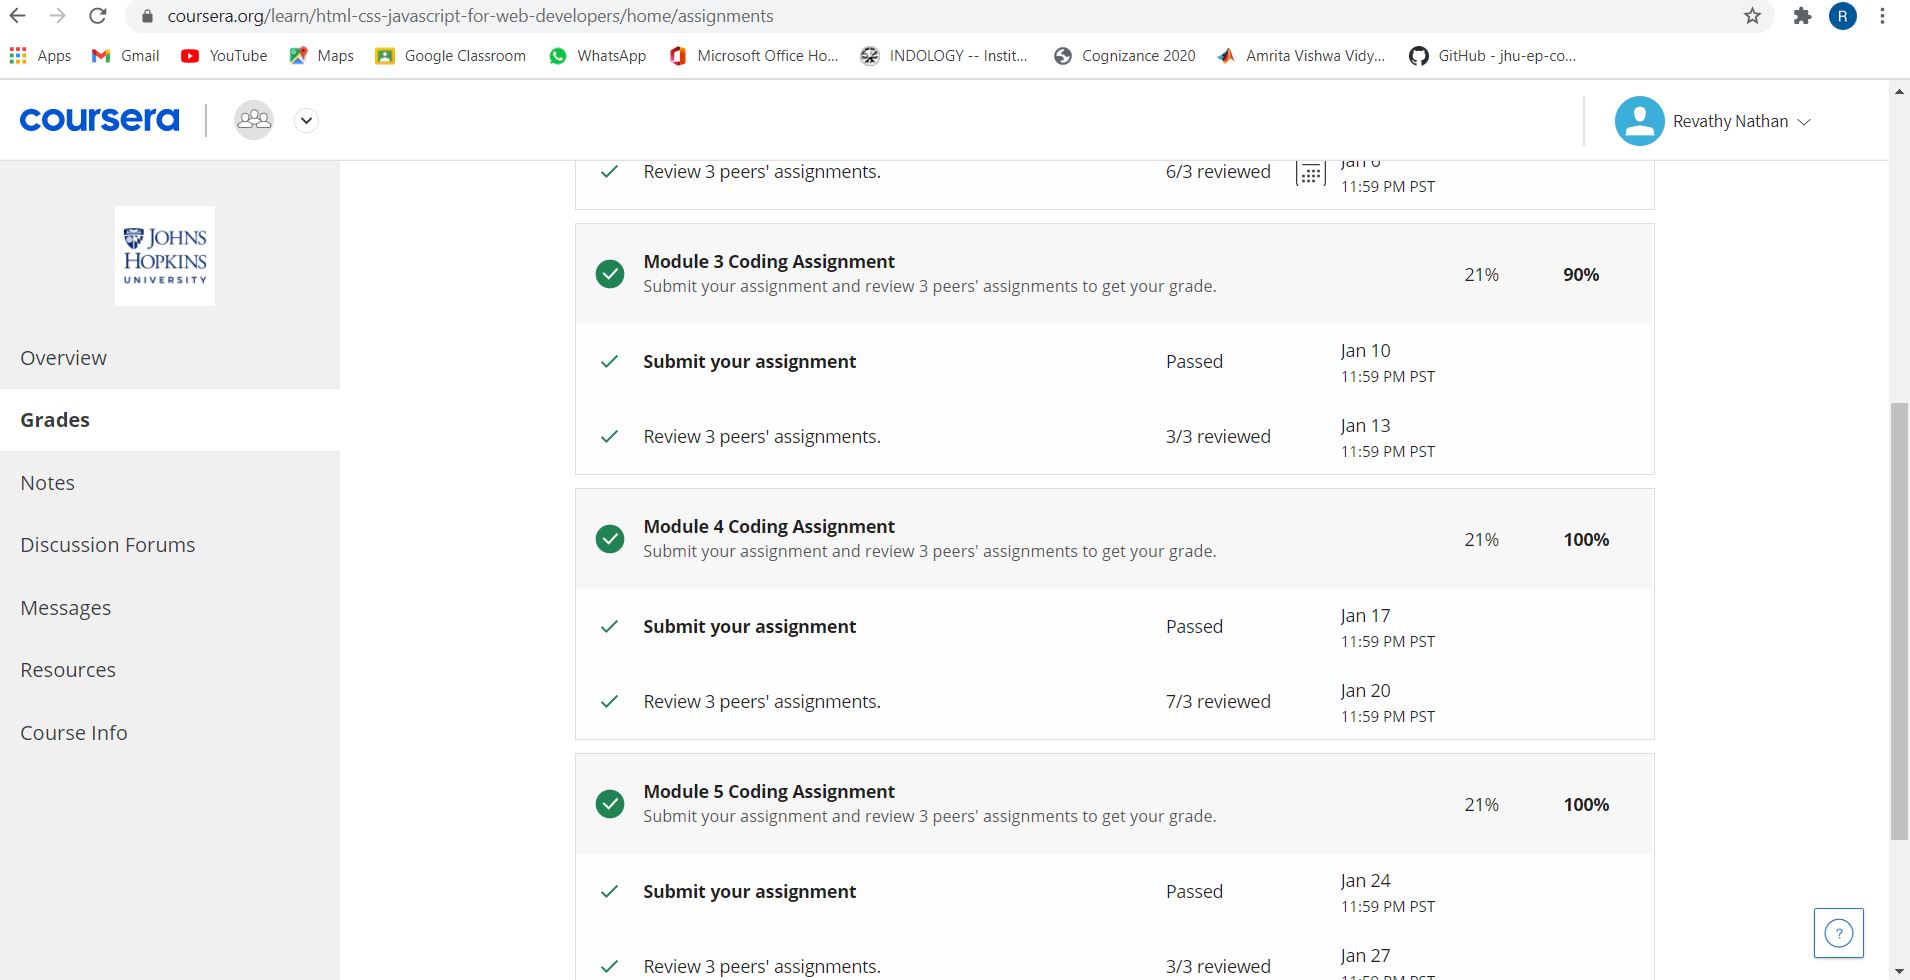 coursera.org/learn/html-css-javascript-for-web-developers/home/assignments
R
Apps Gmail YouTube Maps Google Classroom WhatsApp Microsoft Office Ho... INDOLOGY -- Instit... Cognizance 2020 Amrita Vishwa Vidy... GitHub - jhu-ep-co...
coursera
Revathy Nathan
JOHNS
HOPKINS
UNIVERSITY
Overview
Grades
Notes
Discussion Forums
Messages
Resources
Course Info
Review 3 peers' assignments. 6/3 reviewed Jan 6
11:59 PM PST
Module 3 Coding Assignment 21% 90%
Submit your assignment and review 3 peers' assignments to get your grade.
Submit your assignment Passed Jan 10
11:59 PM PST
Review 3 peers' assignments. 3/3 reviewed Jan 13
11:59 PM PST
Module 4 Coding Assignment 21% 100%
Submit your assignment and review 3 peers' assignments to get your grade.
Submit your assignment Passed Jan 17
11:59 PM PST
Review 3 peers' assignments. 7/3 reviewed Jan 20
11:59 PM PST
Module 5 Coding Assignment 21% 100%
Submit your assignment and review 3 peers' assignments to get your grade.
Submit your assignment Passed Jan 24
11:59 PM PST
Review 3 peers' assignments. 3/3 reviewed Jan 27
11:59 PM PST
?